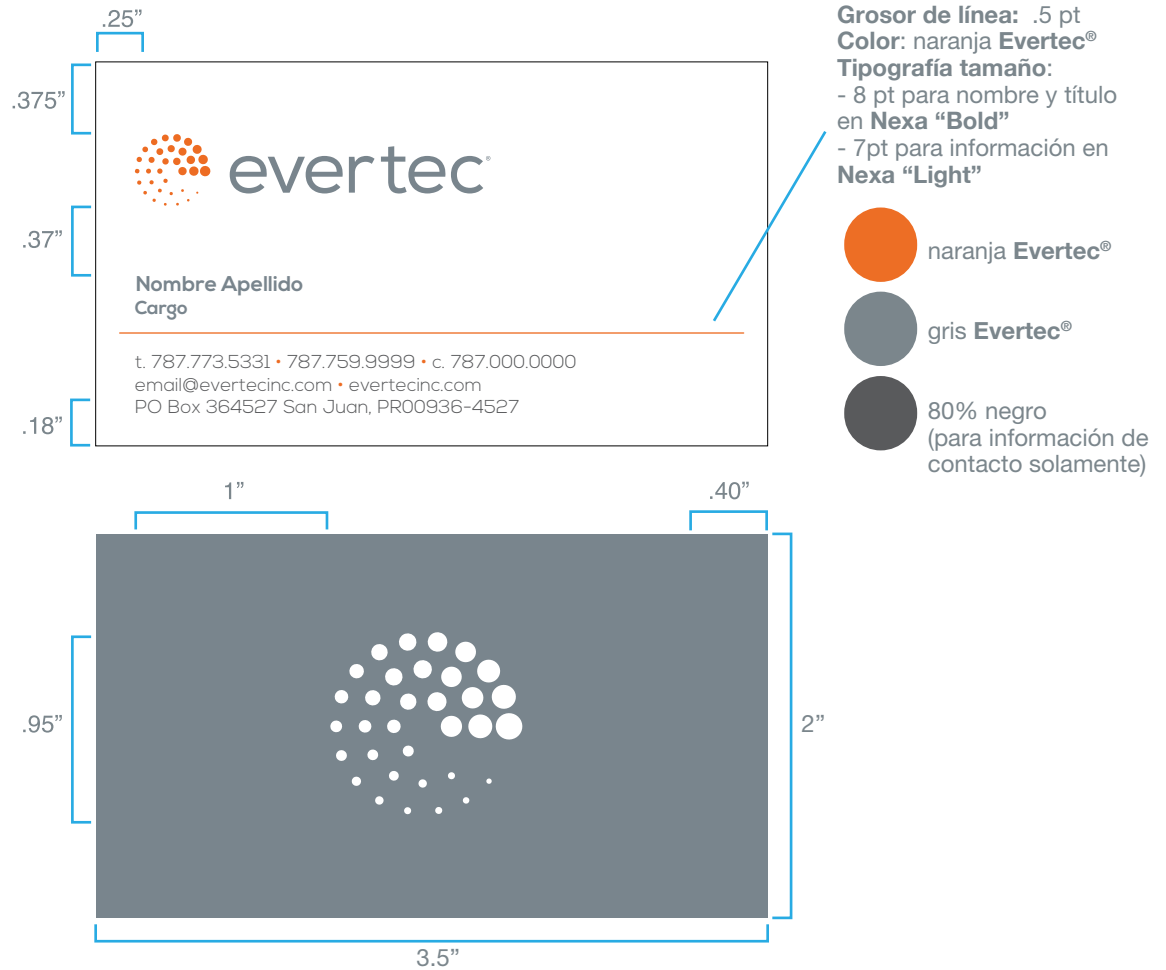 .25”
.375”
evertec®
.37”
Nombre Apellido
Cargo
t. 787.773.5331 • 787.759.9999 • c. 787.000.0000
email@evertecinc.com • evertecinc.com
PO Box 364527 San Juan, PR00936-4527
.18”
Grosor de línea: .5 pt
Color: naranja Evertec®
Tipografía tamaño:
- 8 pt para nombre y título
en Nexa “Bold”
- 7pt para información en
Nexa “Light”
naranja Evertec®
gris Evertec®
80% negro
(para información de
contacto solamente)
1”
.40”
.95”
2”
3.5”